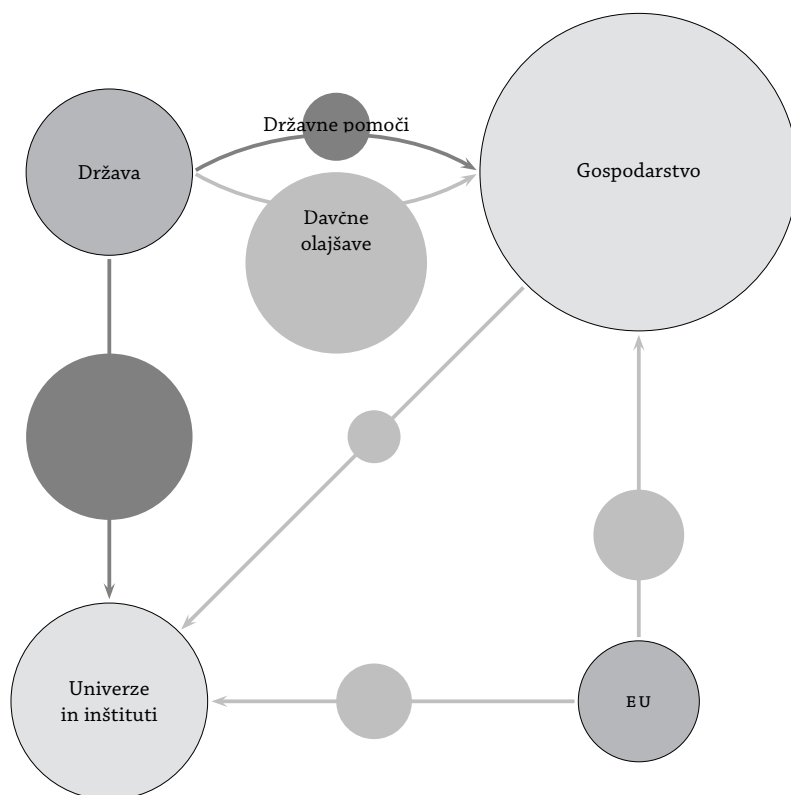 Državne pomoči
Država
Gospodarstvo
Davčne
olajšave
Univerze
in inštituti
EU